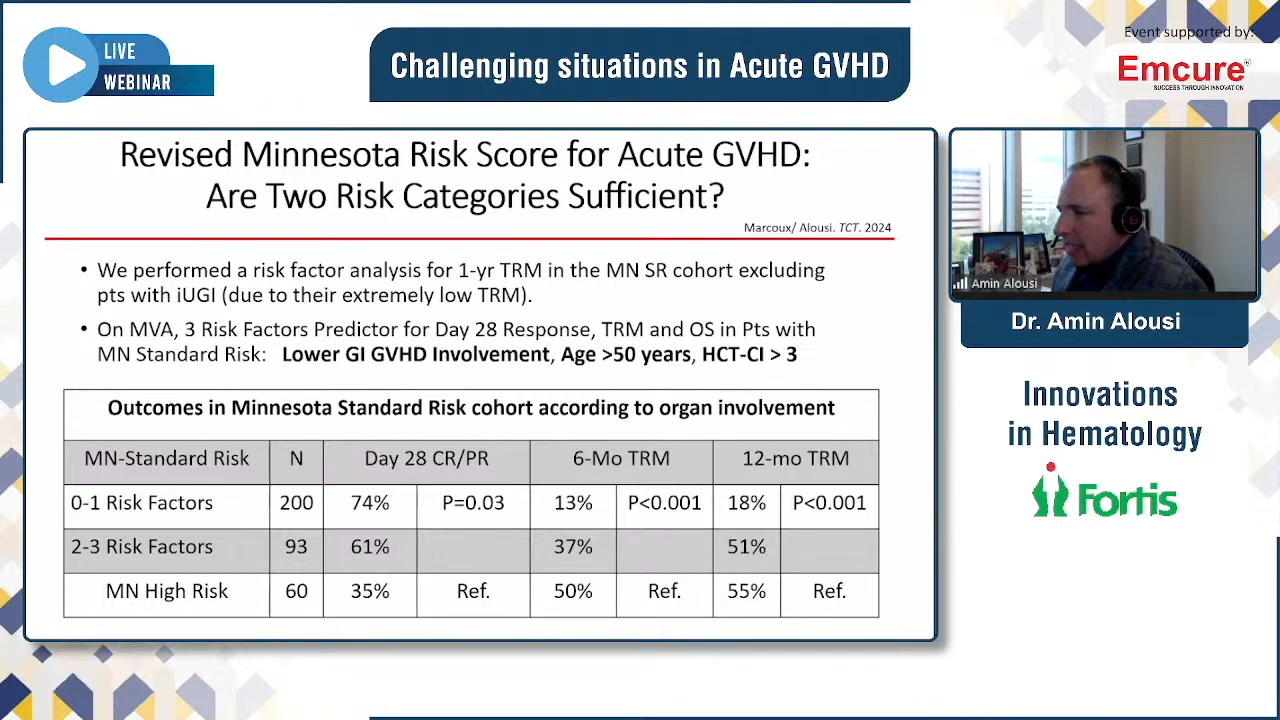 LIVE
WEBINAR
Challenging situations in Acute GVHD
Event supported by:
Emcure®
SUCCESS THROUGH INNOVATION
Revised Minnesota Risk Score for Acute GVHD:
Are Two Risk Categories Sufficient?
Marcoux/ Alousi. TCT. 2024
• We performed a risk factor analysis for 1-yr TRM in the MN SR cohort excluding
pts with iUGI (due to their extremely low TRM).
• On MVA, 3 Risk Factors Predictor for Day 28 Response, TRM and OS in Pts with
MN Standard Risk: Lower GI GVHD Involvement, Age >50 years, HCT-CI > 3
Outcomes in Minnesota Standard Risk cohort according to organ involvement
MN-Standard Risk N Day 28 CR/PR 6-Mo TRM 12-mo TRM
0-1 Risk Factors 200 74% P=0.03 13% P<0.001 18% P<0.001
2-3 Risk Factors 93 61% 37% 51%
MN High Risk 60 35% Ref. 50% Ref. 55% Ref.
Amin Alousi
Dr. Amin Alousi
Innovations
in Hematology
Fortis